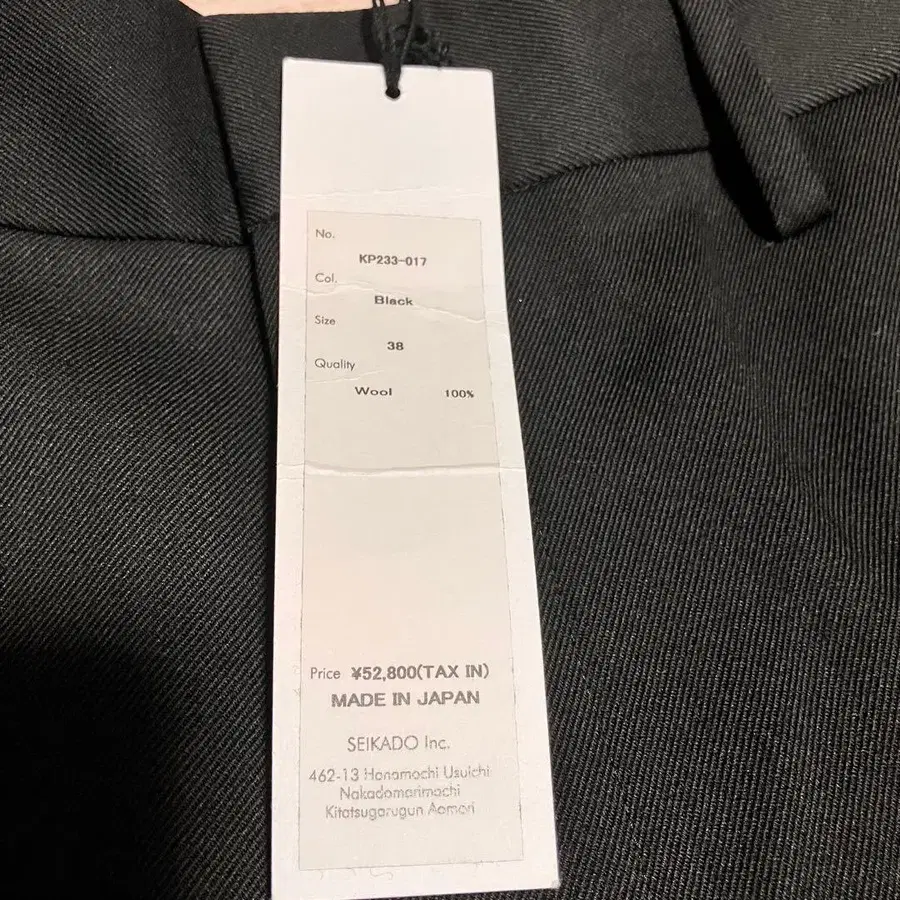 No.
KP233-017
Col.
Black
Size
38
Quality
Wool 100%
Price ¥52,800(TAX IN)
MADE IN JAPAN
SEIKADO Inc.
462-13 Honamochi Usuichi
Nakadomarimachi
Kitatsugarugun Aomori